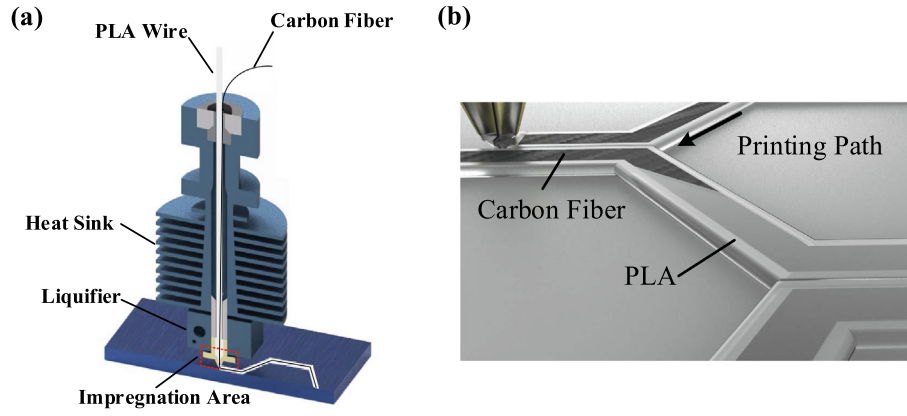 (a)
PLA Wire
Carbon Fiber
Heat Sink
Liquifier
Impregnation Area
(b)
Printing Path
Carbon Fiber
PLA